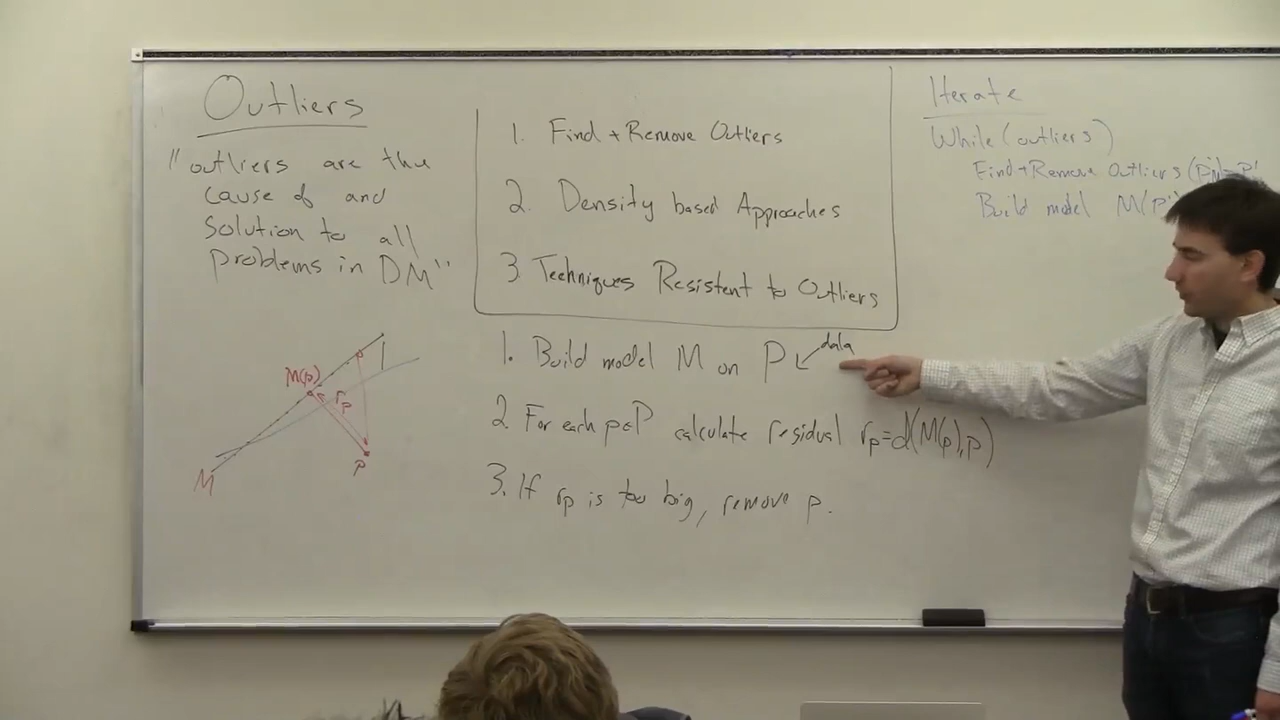 Outliers
"outliers are the
cause of and
solution to all
problems in DM"
M(p)
rp
P
M
1. Find + Remove Outliers
2. Density based Approaches
3. Techniques Resistent to Outliers
1. Build model M on P data
2. For each p∈P calculate residual rp=d(M(p),p)
3. If rp is too big, remove p.
Iterate
While (outliers)
Find+Remove Outliers
Build model M(P'